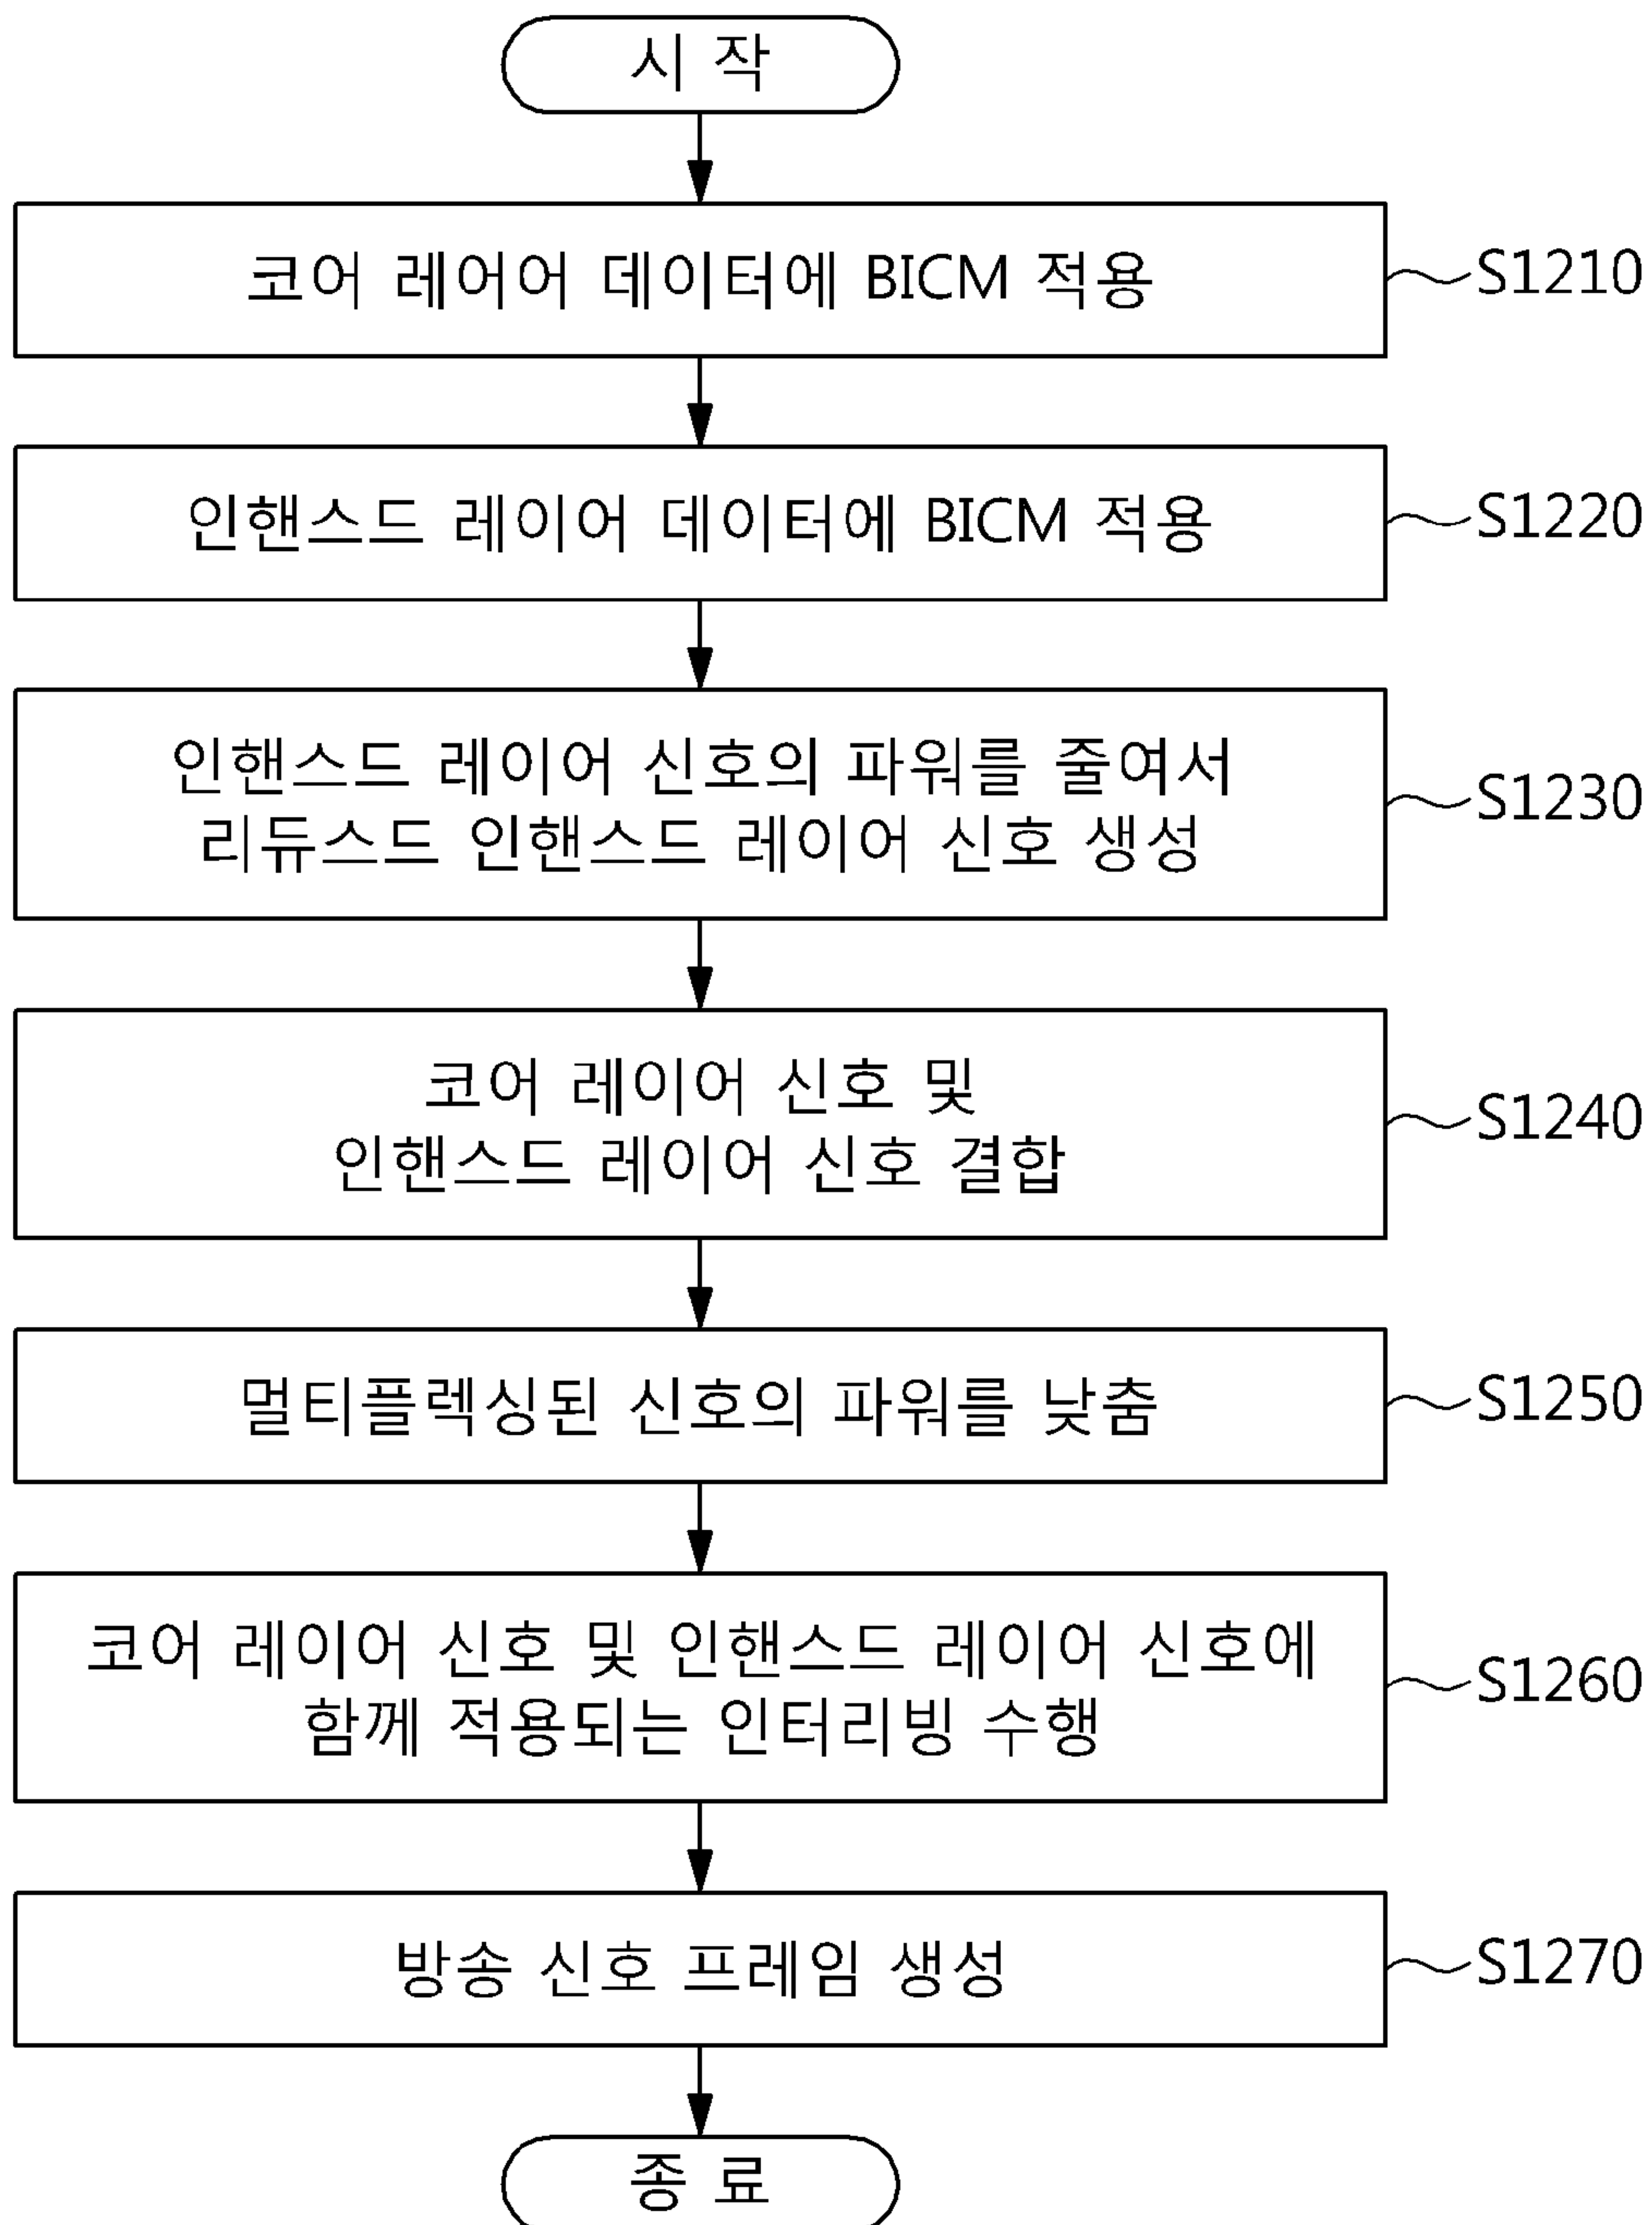 시 작
코어 레어어 데이터에 BICM 적용
S1210
인핸스드 레이어 데이터에 BICM 적용
S1220
인핸스드 레이어 신호의 파워를 줄여서
리듀스드 인핸스드 레이어 신호 생성
S1230
코어 레이어 신호 및
인핸스드 레이어 신호 결합
S1240
멀티플렉싱된 신호의 파워를 낮춤
S1250
코어 레이어 신호 및 인핸스드 레이어 신호에
함께 적용되는 인터리빙 수행
S1260
방송 신호 프레임 생성
S1270
종 료